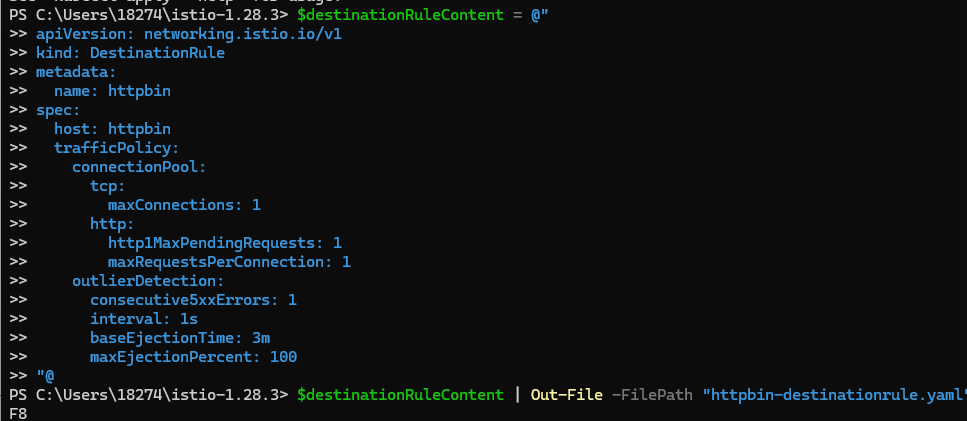 PS C:\Users\18274\istio-1.28.3> $destinationRuleContent = @"
>> apiVersion: networking.istio.io/v1
>> kind: DestinationRule
>> metadata:
>>   name: httpbin
>> spec:
>>   host: httpbin
>>   trafficPolicy:
>>     connectionPool:
>>       tcp:
>>         maxConnections: 1
>>       http:
>>         http1MaxPendingRequests: 1
>>         maxRequestsPerConnection: 1
>>     outlierDetection:
>>       consecutive5xxErrors: 1
>>       interval: 1s
>>       baseEjectionTime: 3m
>>       maxEjectionPercent: 100
>> "@
PS C:\Users\18274\istio-1.28.3> $destinationRuleContent | Out-File -FilePath "httpbin-destinationrule.yaml"
F8